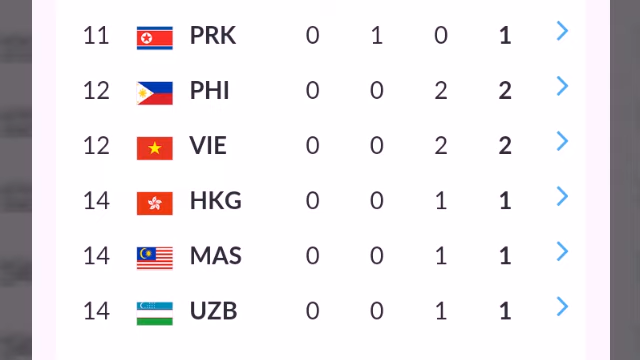 11 PRK 0 1 0 1
12 PHI 0 0 2 2
12 VIE 0 0 2 2
14 HKG 0 0 1 1
14 MAS 0 0 1 1
14 UZB 0 0 1 1